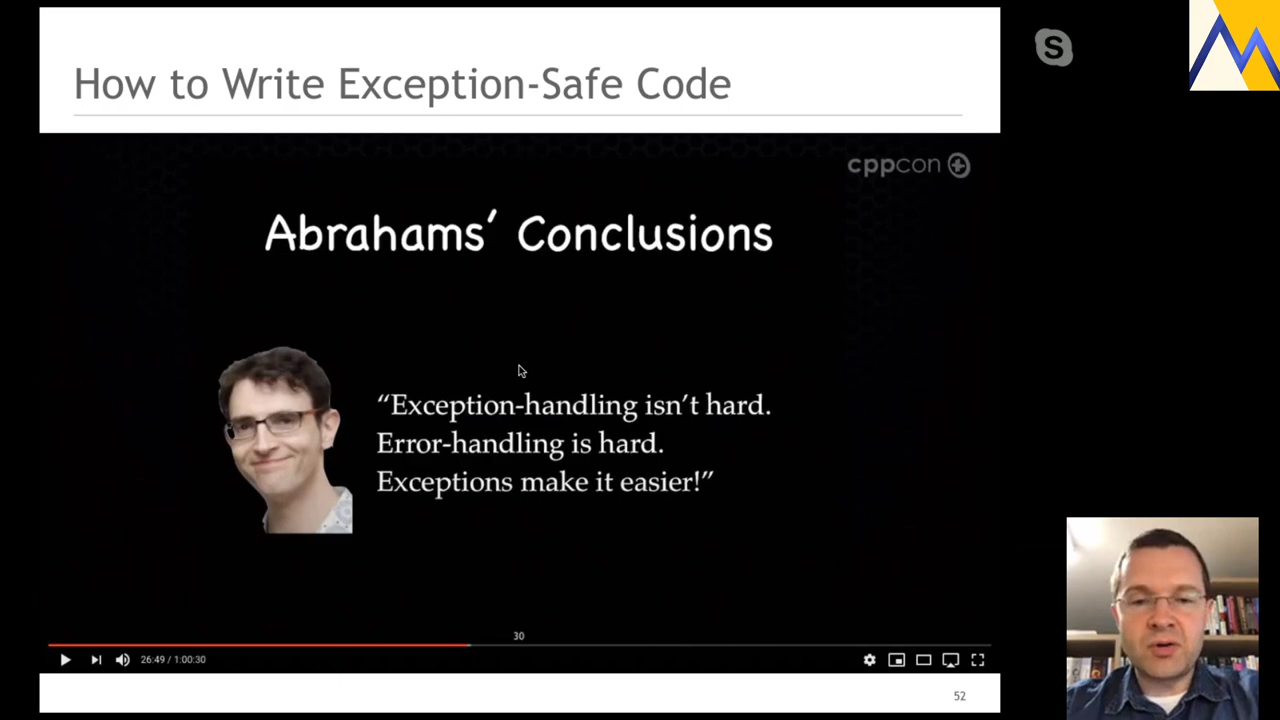 How to Write Exception-Safe Code
S
cppcon
Abrahams’ Conclusions
“Exception-handling isn’t hard.
Error-handling is hard.
Exceptions make it easier!”
30
26:49 / 1:00:30
52